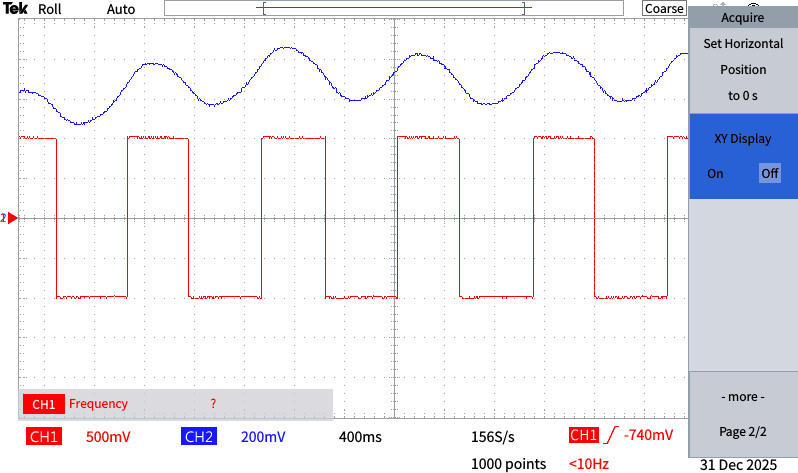 Tek Roll Auto Coarse
Acquire
Set Horizontal
Position
to 0 s
XY Display
On Off
- more -
Page 2/2
CH1 Frequency ?
CH1 500mV CH2 200mV 400ms 156S/s CH1 -740mV
1000 points <10Hz 31 Dec 2025